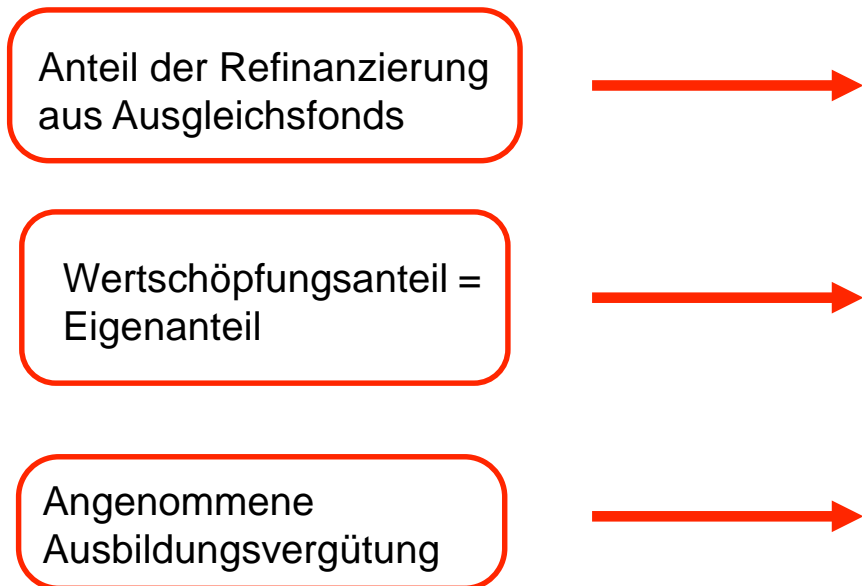 Anteil der Refinanzierung
aus Ausgleichsfonds
Wertschöpfungsanteil =
Eigenanteil
Angenommene
Ausbildungsvergütung